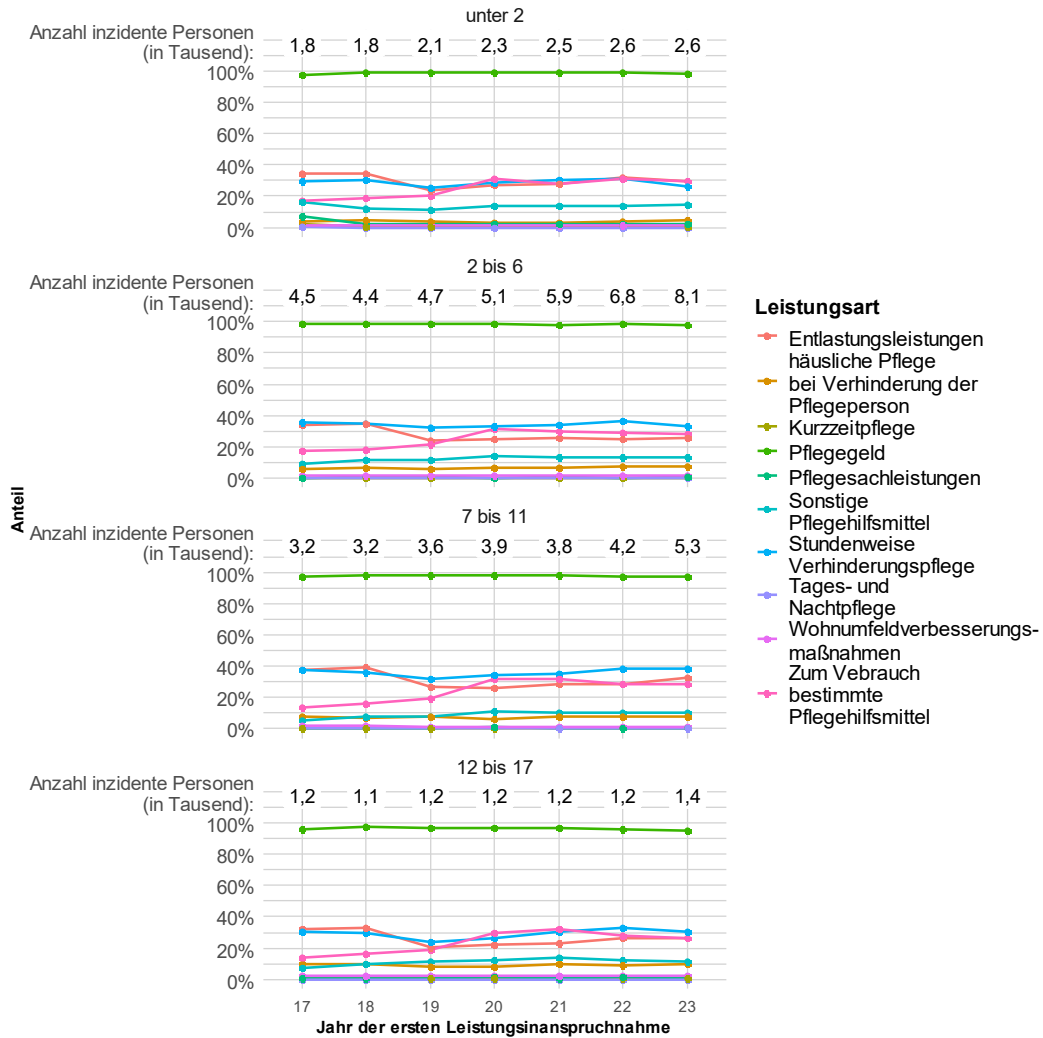 unter 2
Anzahl inzidente Personen
(in Tausend):
1,8 1,8 2,1 2,3 2,5 2,6 2,6
100%
80%
60%
40%
20%
0%
2 bis 6
Anzahl inzidente Personen
(in Tausend):
4,5 4,4 4,7 5,1 5,9 6,8 8,1
100%
80%
60%
40%
20%
0%
7 bis 11
Anzahl inzidente Personen
(in Tausend):
3,2 3,2 3,6 3,9 3,8 4,2 5,3
100%
80%
60%
40%
20%
0%
12 bis 17
Anzahl inzidente Personen
(in Tausend):
1,2 1,1 1,2 1,2 1,2 1,2 1,4
100%
80%
60%
40%
20%
0%
17 18 19 20 21 22 23
Jahr der ersten Leistungsinanspruchnahme
Anteil
Leistungsart
Entlastungsleistungen
häusliche Pflege
bei Verhinderung der
Pflegeperson
Kurzzeitpflege
Pflegegeld
Pflegesachleistungen
Sonstige
Pflegehilfsmittel
Stundenweise
Verhinderungspflege
Tages- und
Nachtpflege
Wohnumfeldverbesserungs-
maßnahmen
Zum Vebrauch
bestimmte
Pflegehilfsmittel